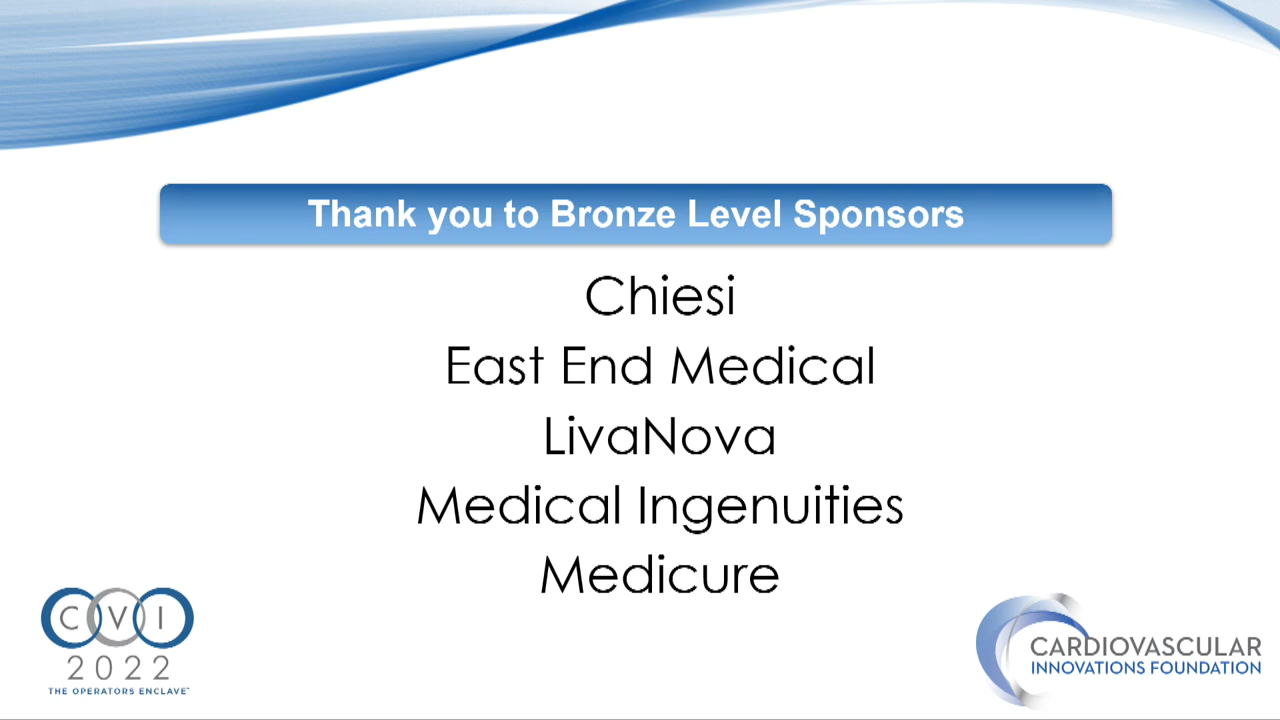 Thank you to Bronze Level Sponsors
Chiesi
East End Medical
LivaNova
Medical Ingenuities
Medicure
CVI
2022
THE OPERATORS ENCLAVE™
CARDIOVASCULAR
INNOVATIONS FOUNDATION